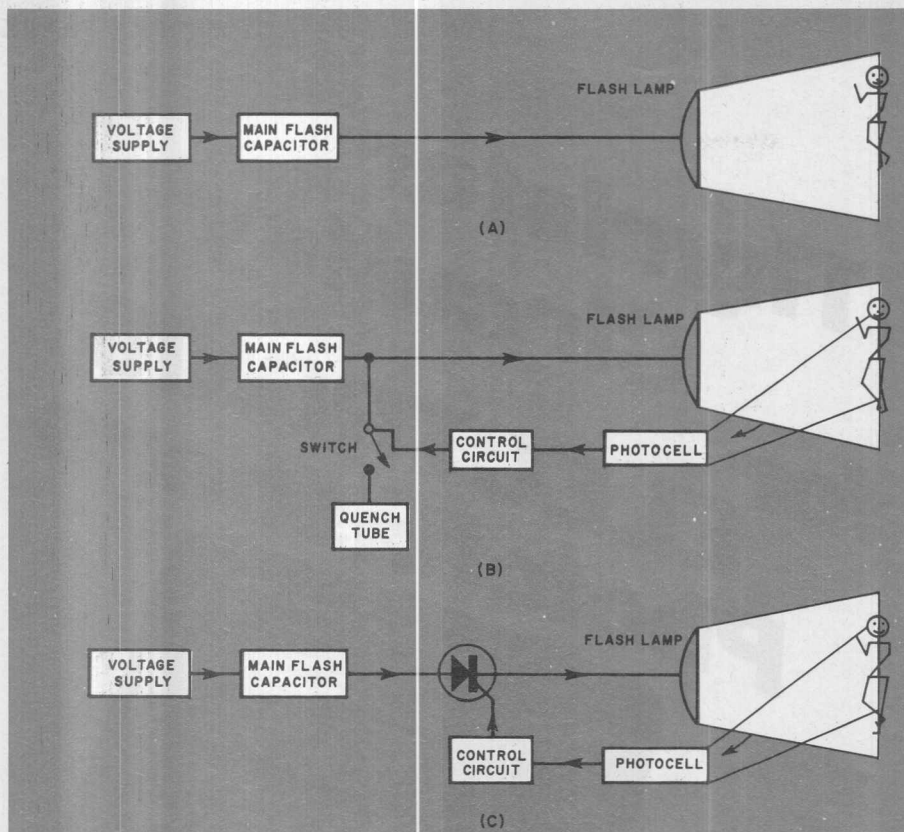 FLASH LAMP
VOLTAGE
SUPPLY
MAIN FLASH
CAPACITOR
(A)
FLASH LAMP
VOLTAGE
SUPPLY
MAIN FLASH
CAPACITOR
SWITCH
CONTROL
CIRCUIT
PHOTOCELL
QUENCH
TUBE
(B)
FLASH LAMP
VOLTAGE
SUPPLY
MAIN FLASH
CAPACITOR
CONTROL
CIRCUIT
PHOTOCELL
(C)